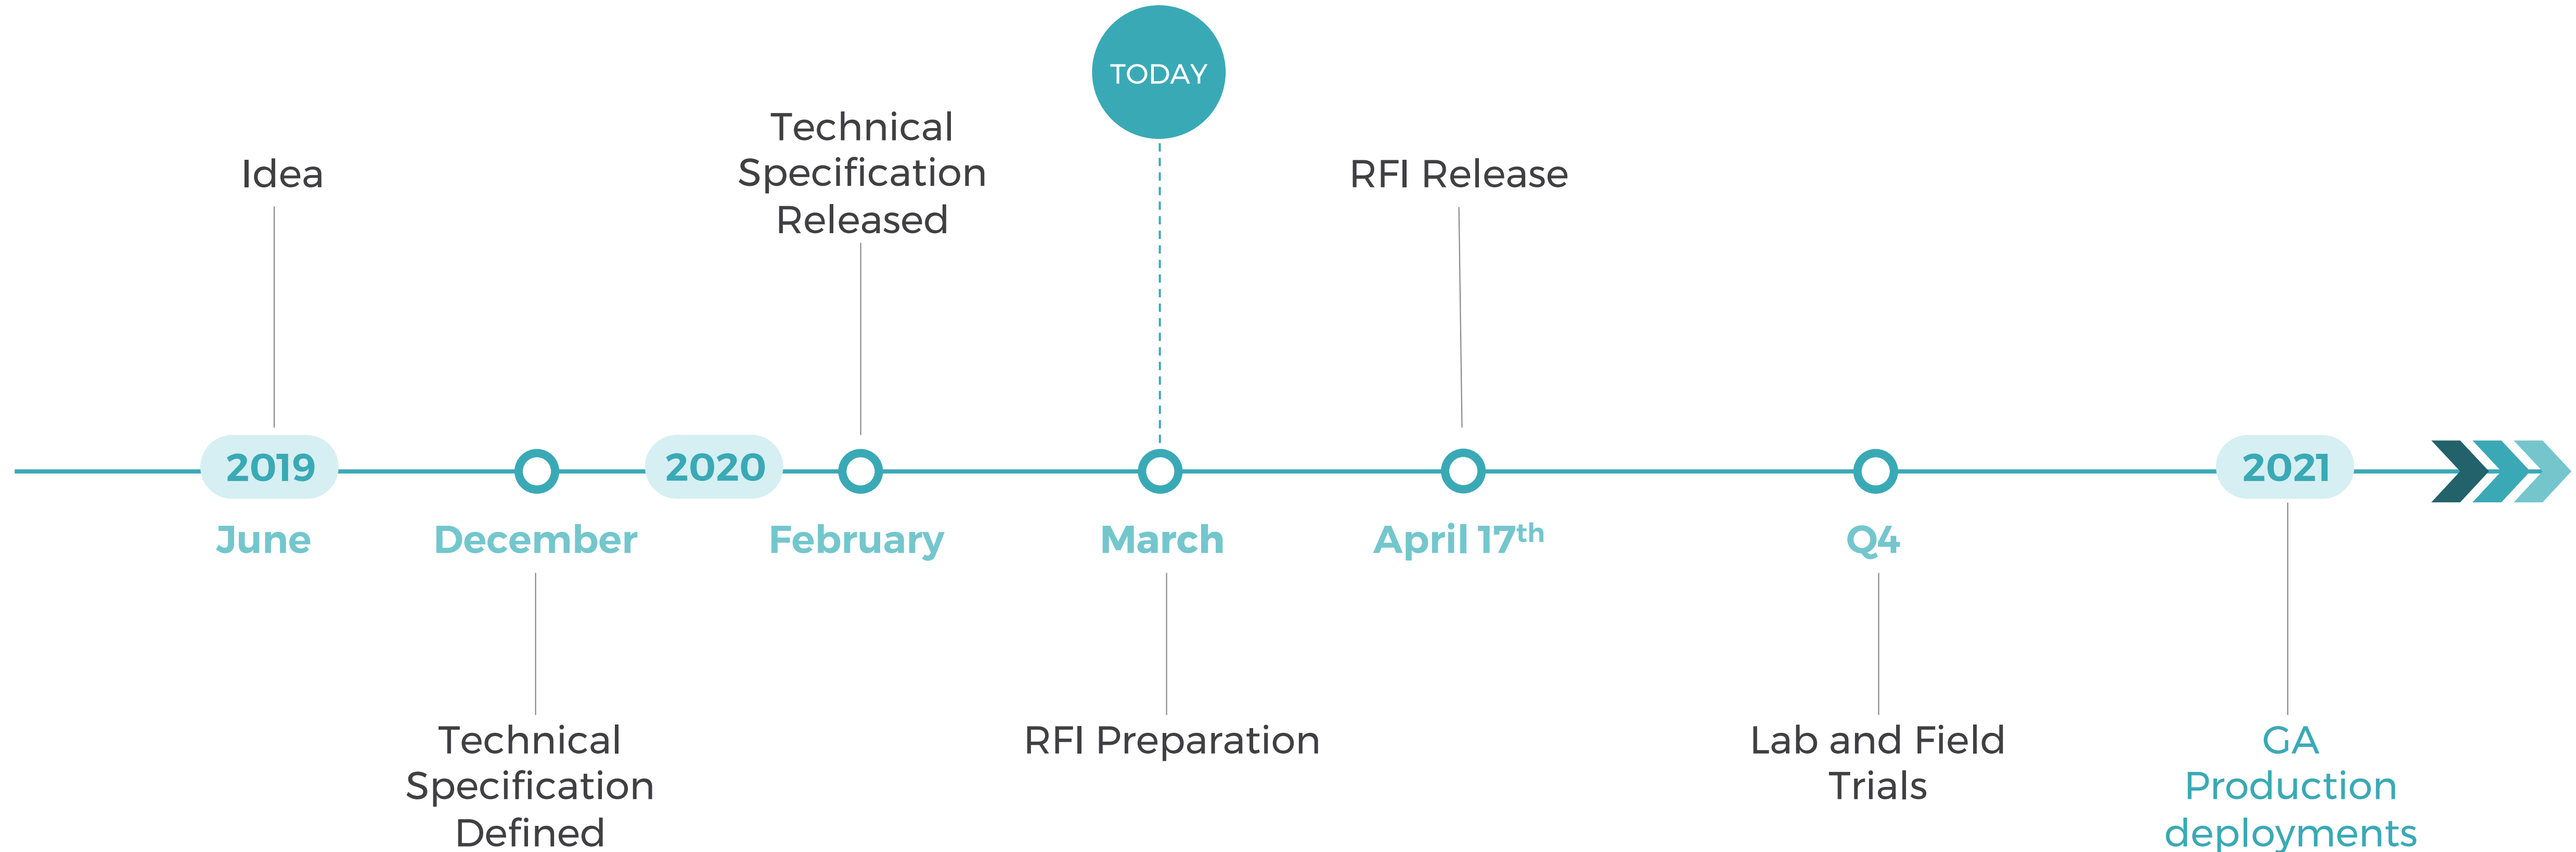 TODAY
Idea
Technical
Specification
Released
RFI Release
2019
2020
2021
June
December
February
March
April 17th
Q4
Technical
Specification
Defined
RFI Preparation
Lab and Field
Trials
GA
Production
deployments